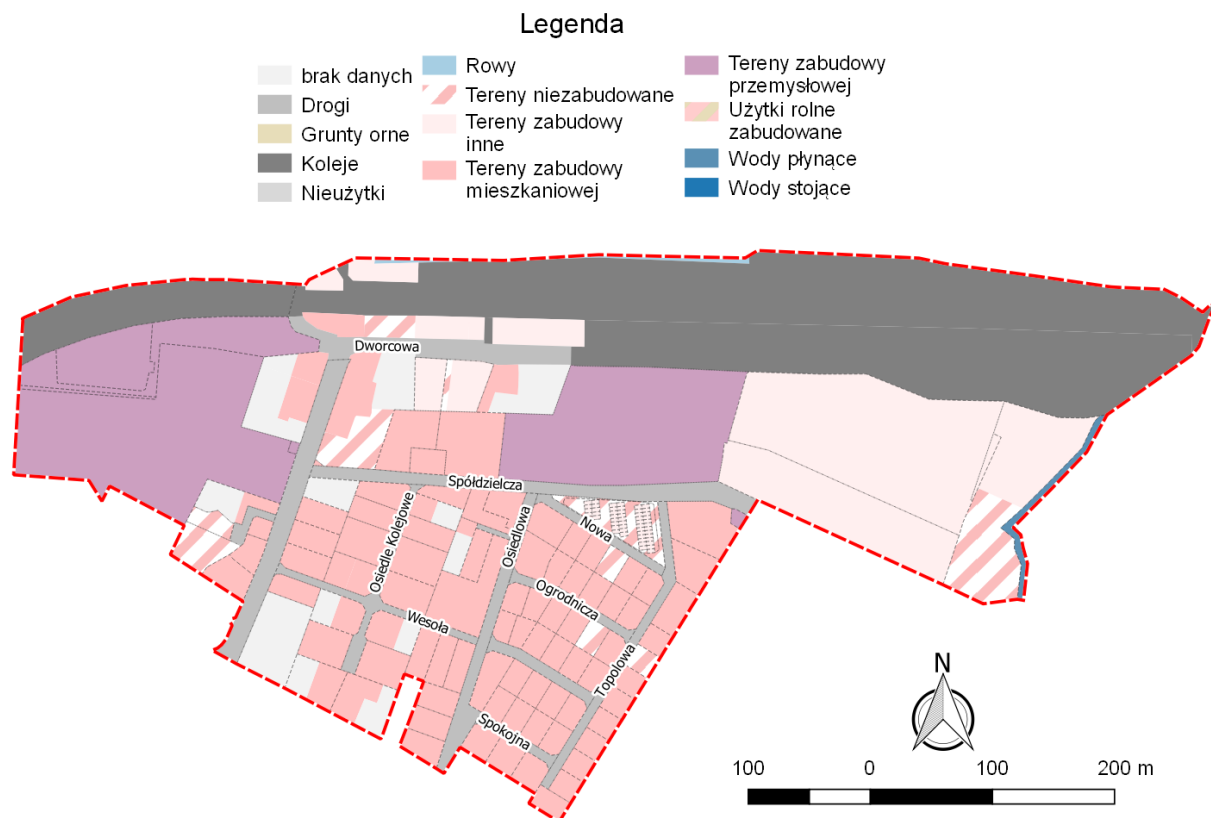 Legenda
brak danych
Drogi
Grunty orne
Koleje
Nieużytki
Rowy
Tereny niezabudowane
Tereny zabudowy
inne
Tereny zabudowy
mieszkaniowej
Tereny zabudowy
przemysłowej
Użytki rolne
zabudowane
Wody płynące
Wody stojące
Dworcowa
Spółdzielcza
Osiedle Kolejowe
Osiedlowa
Nowa
Ogrodnicza
Wesoła
Topolowa
Spokojna
N
100 0 100 200 m